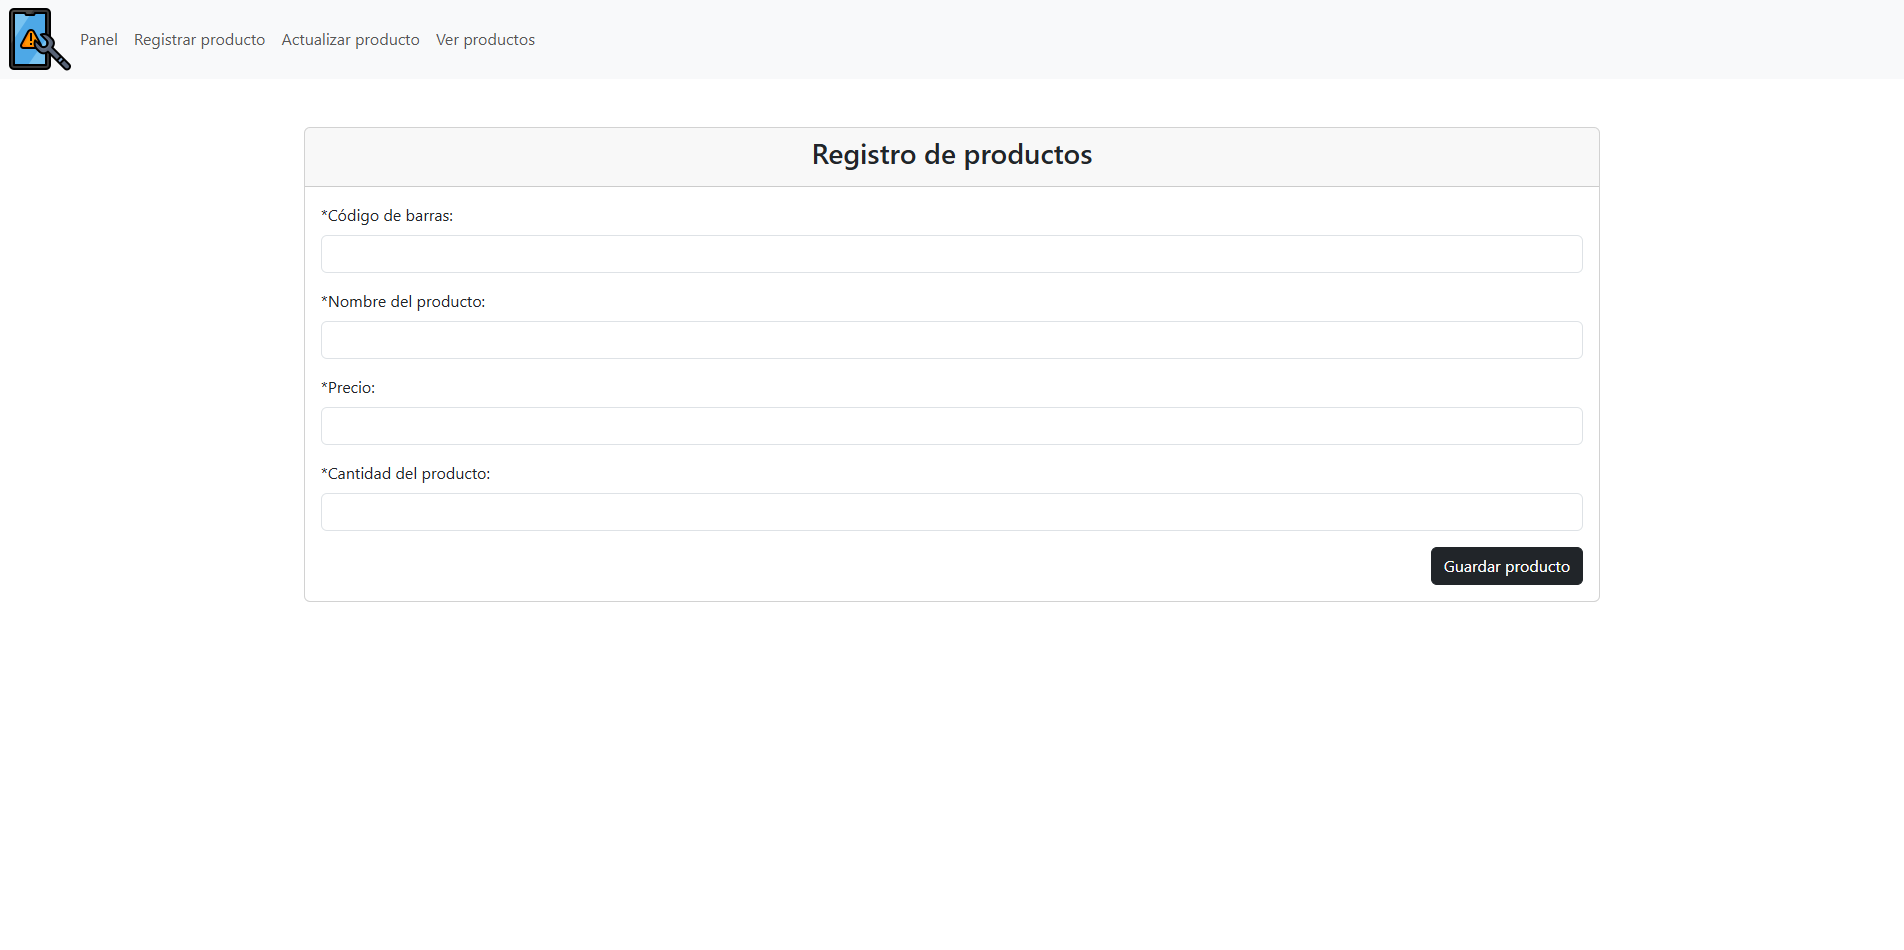 Panel Registrar producto Actualizar producto Ver productos
Registro de productos
*Código de barras:
*Nombre del producto:
*Precio:
*Cantidad del producto:
Guardar producto